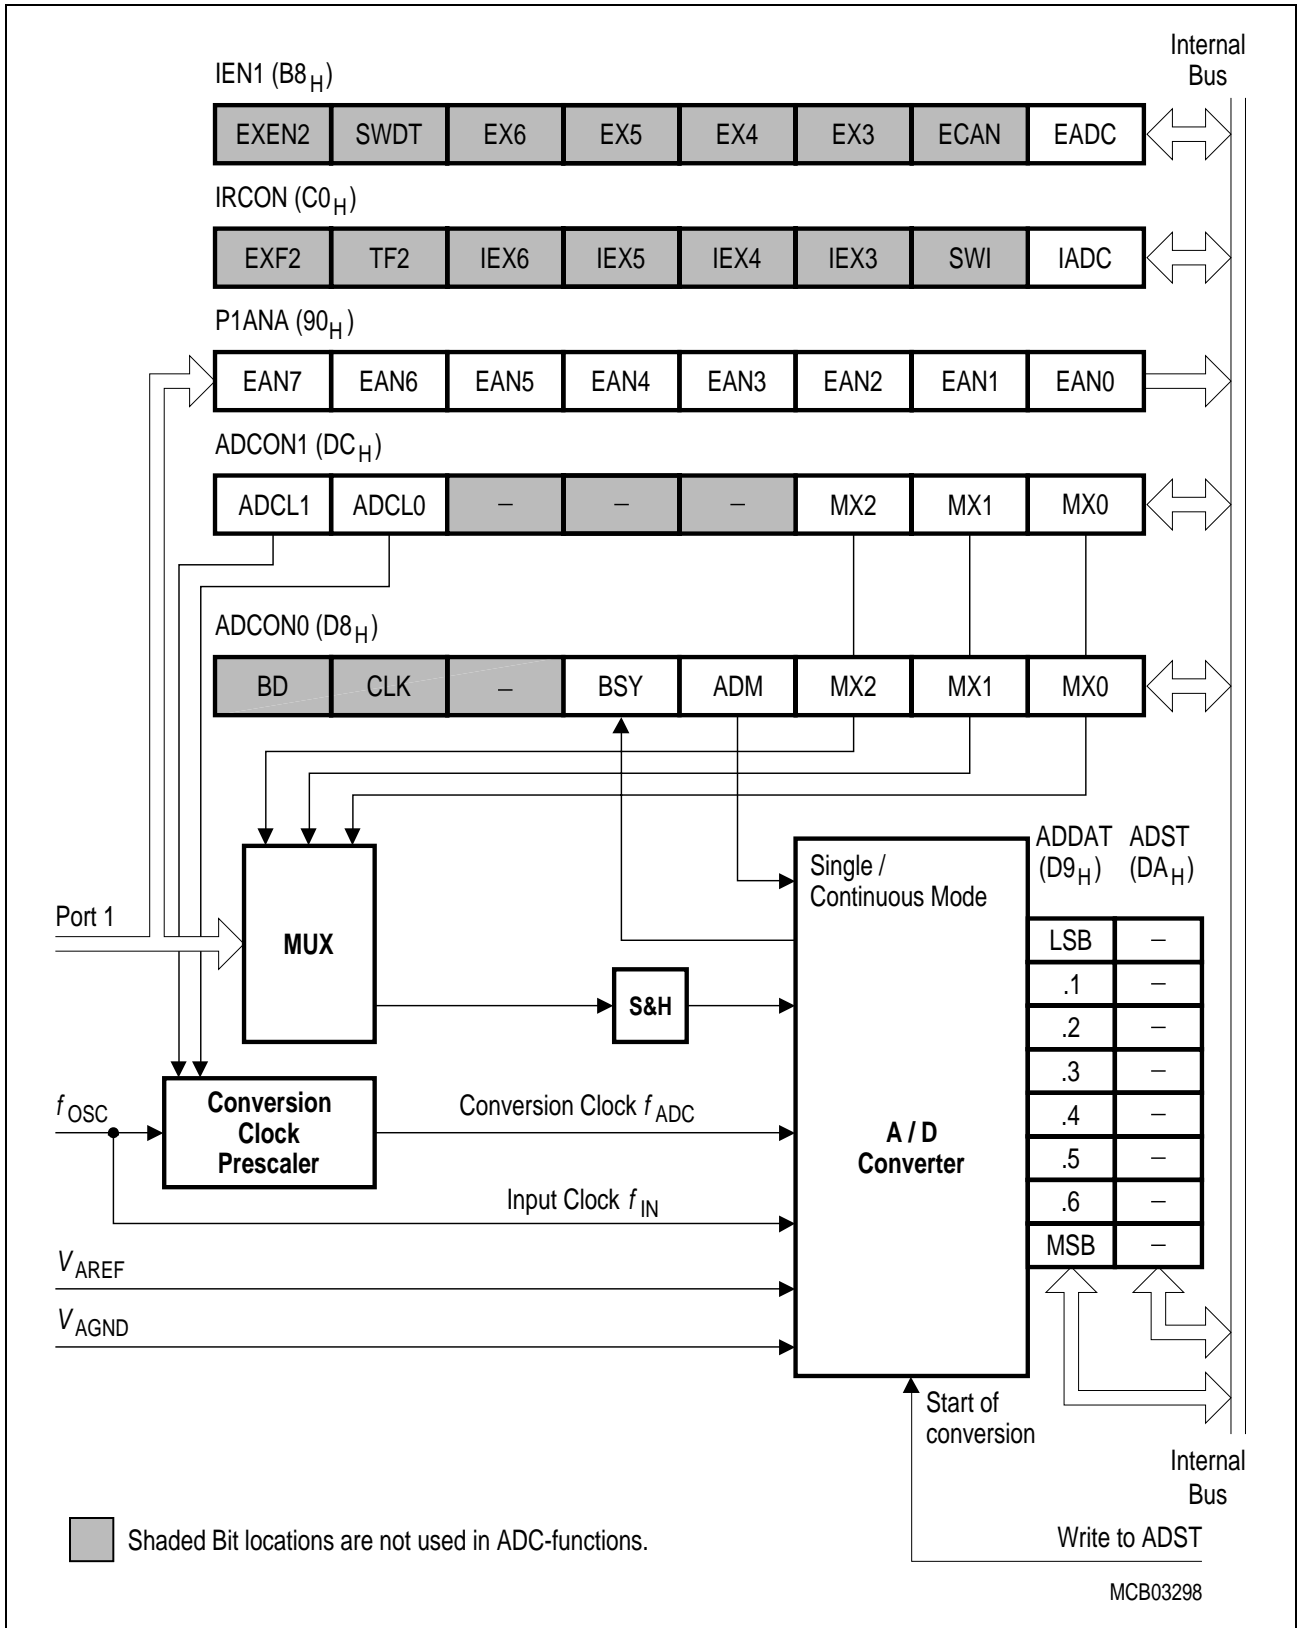 Internal
Bus
IEN1 (B8H)
EXEN2 SWDT EX6 EX5 EX4 EX3 ECAN EADC
IRCON (C0H)
EXF2 TF2 IEX6 IEX5 IEX4 IEX3 SWI IADC
P1ANA (90H)
EAN7 EAN6 EAN5 EAN4 EAN3 EAN2 EAN1 EAN0
ADCON1 (DCH)
ADCL1 ADCL0 – – – MX2 MX1 MX0
ADCON0 (D8H)
BD CLK – BSY ADM MX2 MX1 MX0
ADDAT ADST
(D9H) (DAH)
Single /
Continuous Mode
Port 1
MUX
S&H
LSB –
.1 –
.2 –
.3 –
.4 –
.5 –
.6 –
MSB –
fOSC
Conversion
Clock
Prescaler
Conversion Clock fADC
A / D
Converter
Input Clock fIN
VAREF
VAGND
Start of
conversion
Internal
Bus
Shaded Bit locations are not used in ADC-functions.
Write to ADST
MCB03298